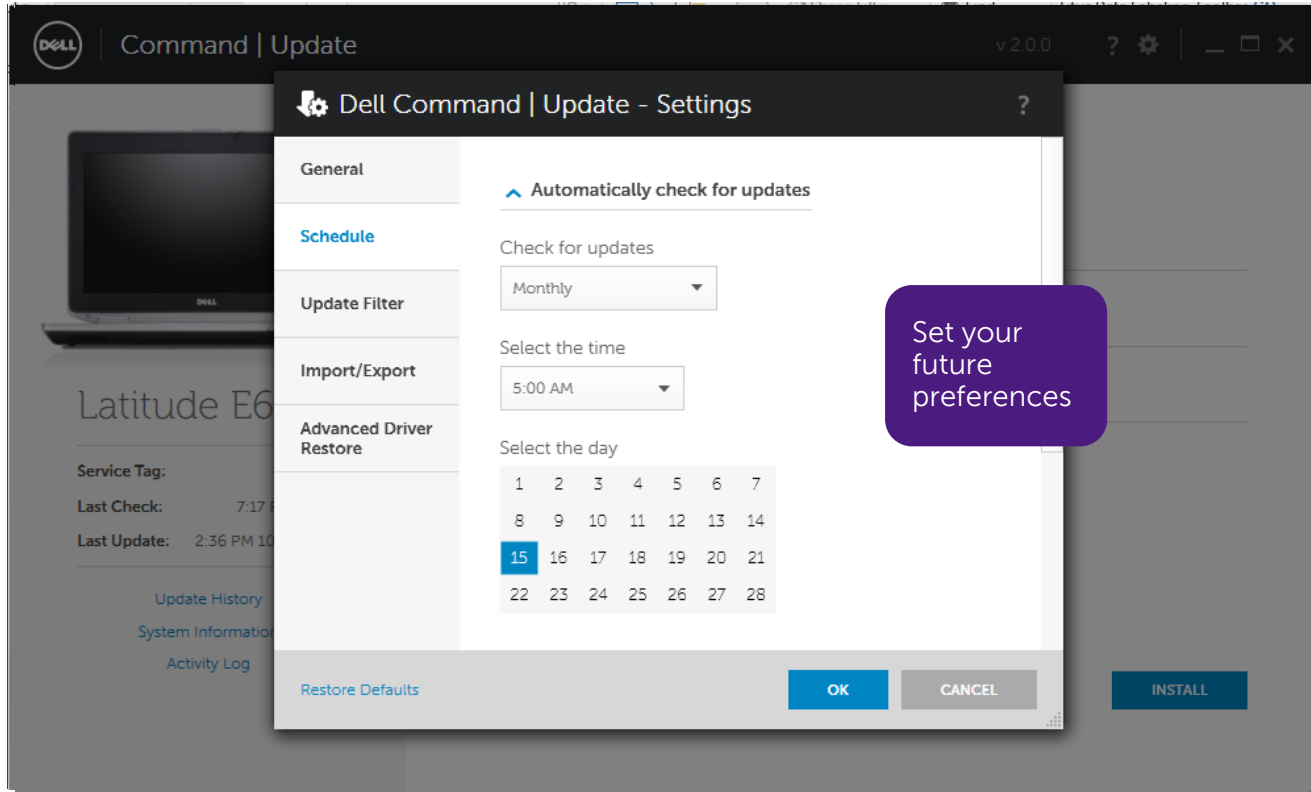 DELL
Command | Update
v 2.0.0
?
Dell Command | Update - Settings
?
General
Schedule
Update Filter
Import/Export
Advanced Driver
Restore
Automatically check for updates
Check for updates
Monthly
Select the time
5:00 AM
Select the day
1 2 3 4 5 6 7
8 9 10 11 12 13 14
15 16 17 18 19 20 21
22 23 24 25 26 27 28
Set your
future
preferences
DELL
Latitude E6
Service Tag:
Last Check: 7:17
Last Update: 2:36 PM 10
Update History
System Information
Activity Log
Restore Defaults
OK
CANCEL
INSTALL